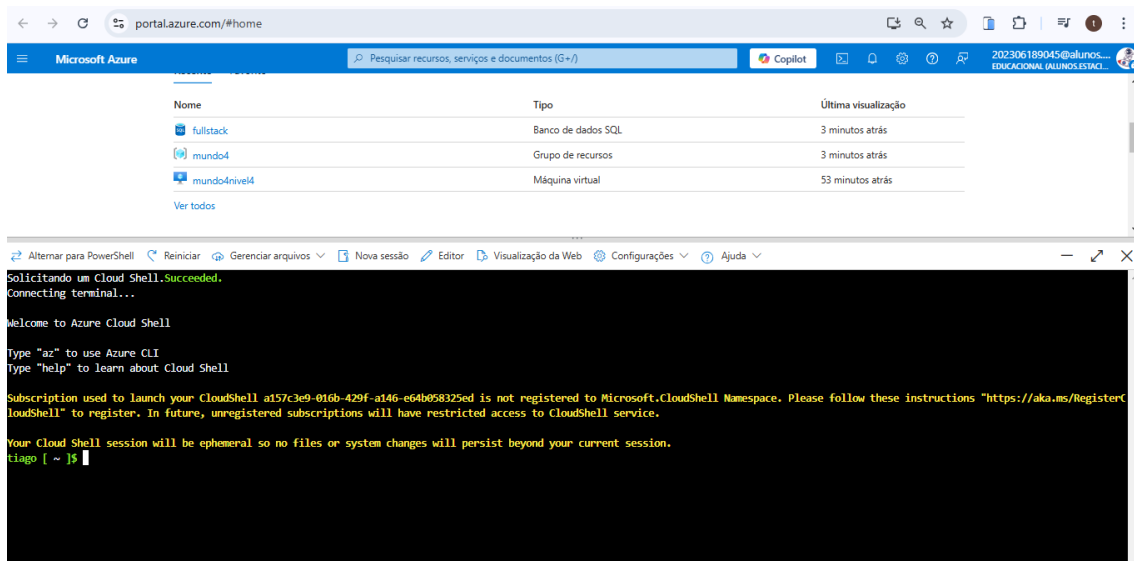 portal.azure.com/#home
t
Microsoft Azure
Pesquisar recursos, serviços e documentos (G+/)
Copilot
202306189045@alunos....
EDUCACIONAL (ALUNOS.ESTACI...
Nome Tipo Última visualização
fullstack Banco de dados SQL 3 minutos atrás
mundo4 Grupo de recursos 3 minutos atrás
mundo4nivel4 Máquina virtual 53 minutos atrás
Ver todos
Alternar para PowerShell Reiniciar Gerenciar arquivos Nova sessão Editor Visualização da Web Configurações Ajuda
Solicitando um Cloud Shell.Succeeded.
Connecting terminal...
Welcome to Azure Cloud Shell
Type "az" to use Azure CLI
Type "help" to learn about Cloud Shell
Subscription used to launch your CloudShell a157c3e9-016b-429f-a146-e64b058325ed is not registered to Microsoft.CloudShell Namespace. Please follow these instructions "https://aka.ms/RegisterC
loudShell" to register. In future, unregistered subscriptions will have restricted access to CloudShell service.
Your Cloud Shell session will be ephemeral so no files or system changes will persist beyond your current session.
tiago [ ~ ]$